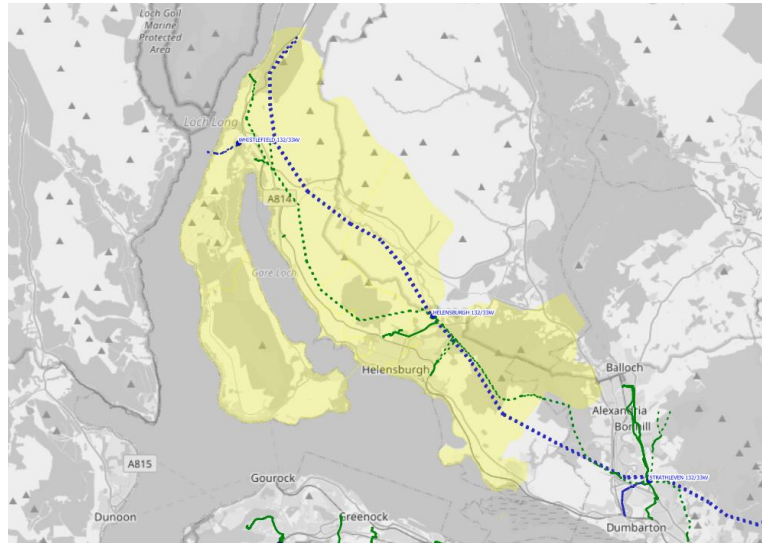 Loch Goil
Marine
Protected
Area
Loch Long
WHISTLEFIELD 132/33kV
A814
Gare Loch
HELENSBURGH 132/33kV
Helensburgh
Balloch
Alexandria
Bonhill
STRATHLEVEN 132/33kV
A815
Gourock
Dunoon
Greenock
Dumbarton